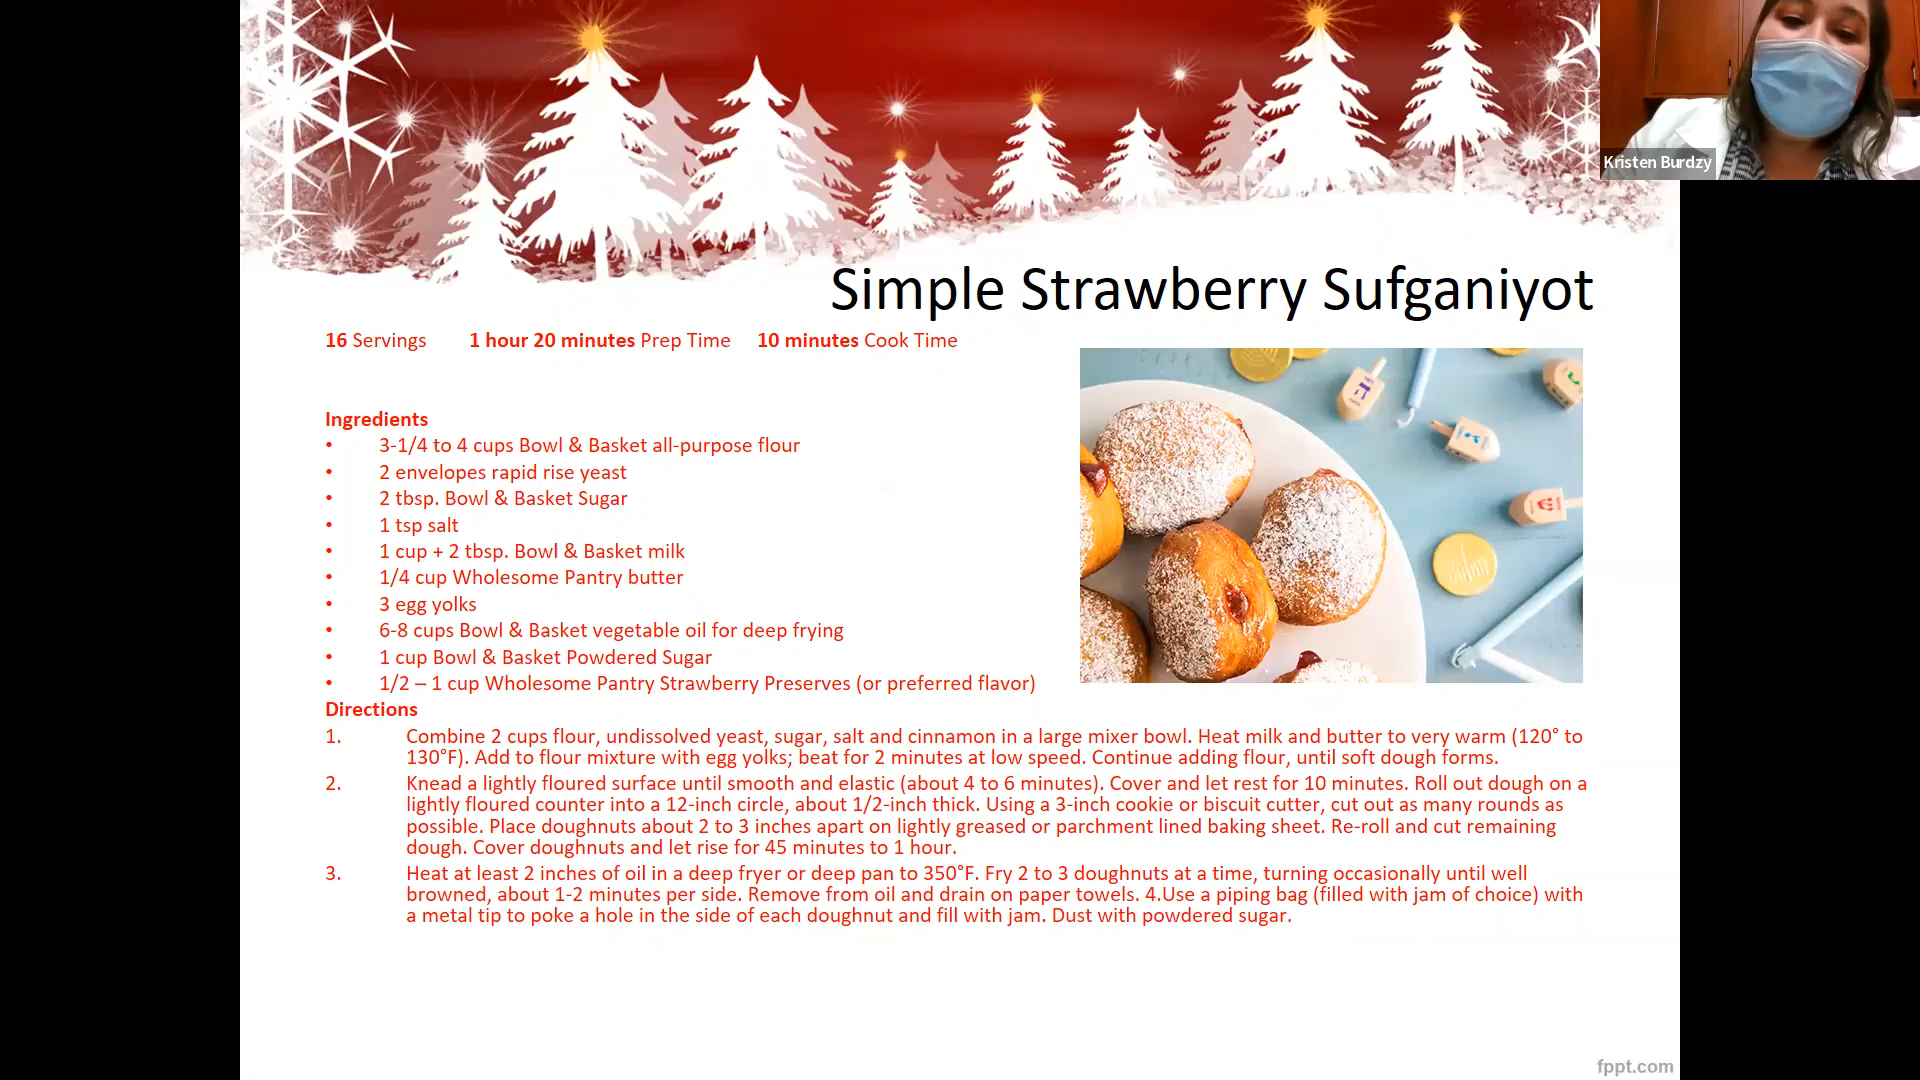 Kristen Burdzy
Simple Strawberry Sufganiyot
16 Servings 1 hour 20 minutes Prep Time 10 minutes Cook Time
Ingredients
• 3-1/4 to 4 cups Bowl & Basket all-purpose flour
• 2 envelopes rapid rise yeast
• 2 tbsp. Bowl & Basket Sugar
• 1 tsp salt
• 1 cup + 2 tbsp. Bowl & Basket milk
• 1/4 cup Wholesome Pantry butter
• 3 egg yolks
• 6-8 cups Bowl & Basket vegetable oil for deep frying
• 1 cup Bowl & Basket Powdered Sugar
• 1/2 – 1 cup Wholesome Pantry Strawberry Preserves (or preferred flavor)
Directions
1. Combine 2 cups flour, undissolved yeast, sugar, salt and cinnamon in a large mixer bowl. Heat milk and butter to very warm (120° to
130°F). Add to flour mixture with egg yolks; beat for 2 minutes at low speed. Continue adding flour, until soft dough forms.
2. Knead a lightly floured surface until smooth and elastic (about 4 to 6 minutes). Cover and let rest for 10 minutes. Roll out dough on a
lightly floured counter into a 12-inch circle, about 1/2-inch thick. Using a 3-inch cookie or biscuit cutter, cut out as many rounds as
possible. Place doughnuts about 2 to 3 inches apart on lightly greased or parchment lined baking sheet. Re-roll and cut remaining
dough. Cover doughnuts and let rise for 45 minutes to 1 hour.
3. Heat at least 2 inches of oil in a deep fryer or deep pan to 350°F. Fry 2 to 3 doughnuts at a time, turning occasionally until well
browned, about 1-2 minutes per side. Remove from oil and drain on paper towels. 4.Use a piping bag (filled with jam of choice) with
a metal tip to poke a hole in the side of each doughnut and fill with jam. Dust with powdered sugar.
fppt.com